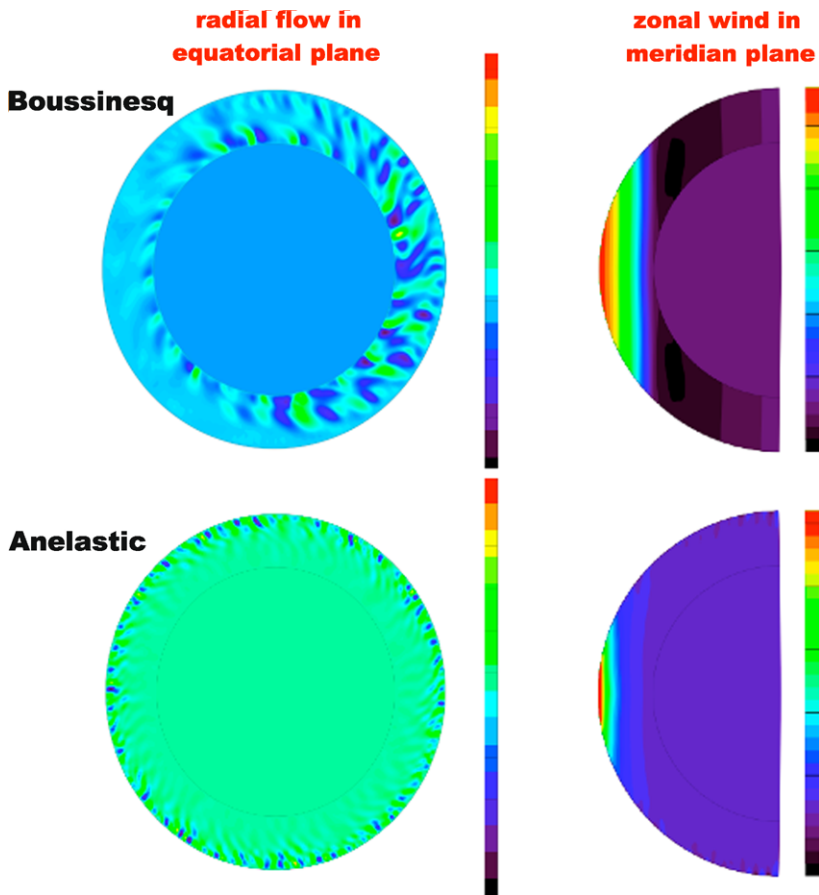 radial flow in
equatorial plane
zonal wind in
meridian plane
Boussinesq
Anelastic